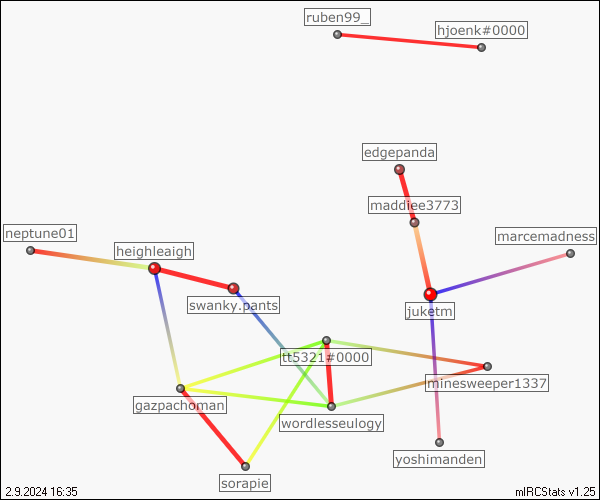 ruben99_
hjoenk#0000
edgepanda
maddiee3773
neptune01
marcemadness
heighleaigh
swanky.pants
juketm
tt5321#0000
minesweeper1337
gazpachoman
wordlesseulogy
yoshimanden
sorapie
2.9.2024 16:35
mIRCStats v1.25